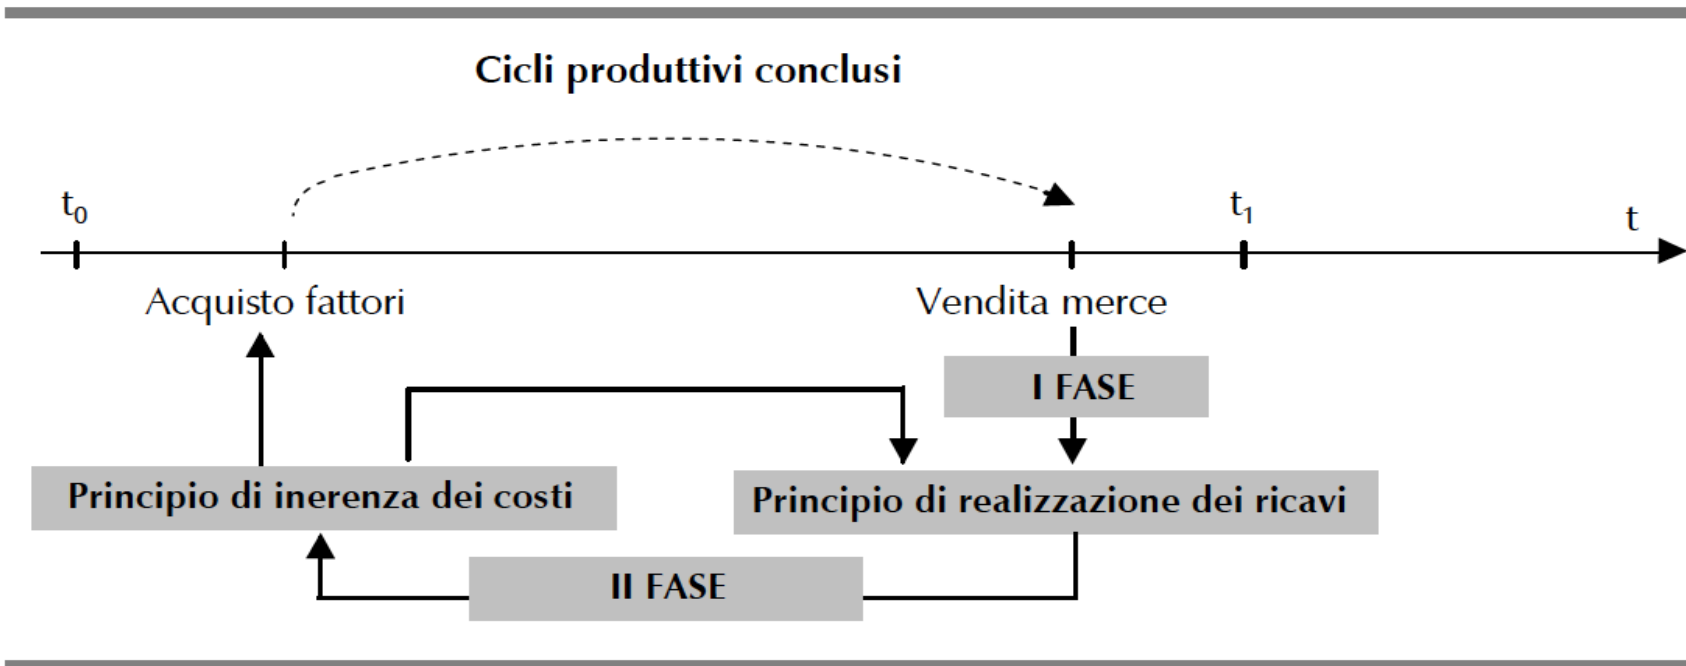 Cicli produttivi conclusi
t₀
t₁
t
Acquisto fattori
Vendita merce
I FASE
Principio di inerenza dei costi
Principio di realizzazione dei ricavi
II FASE